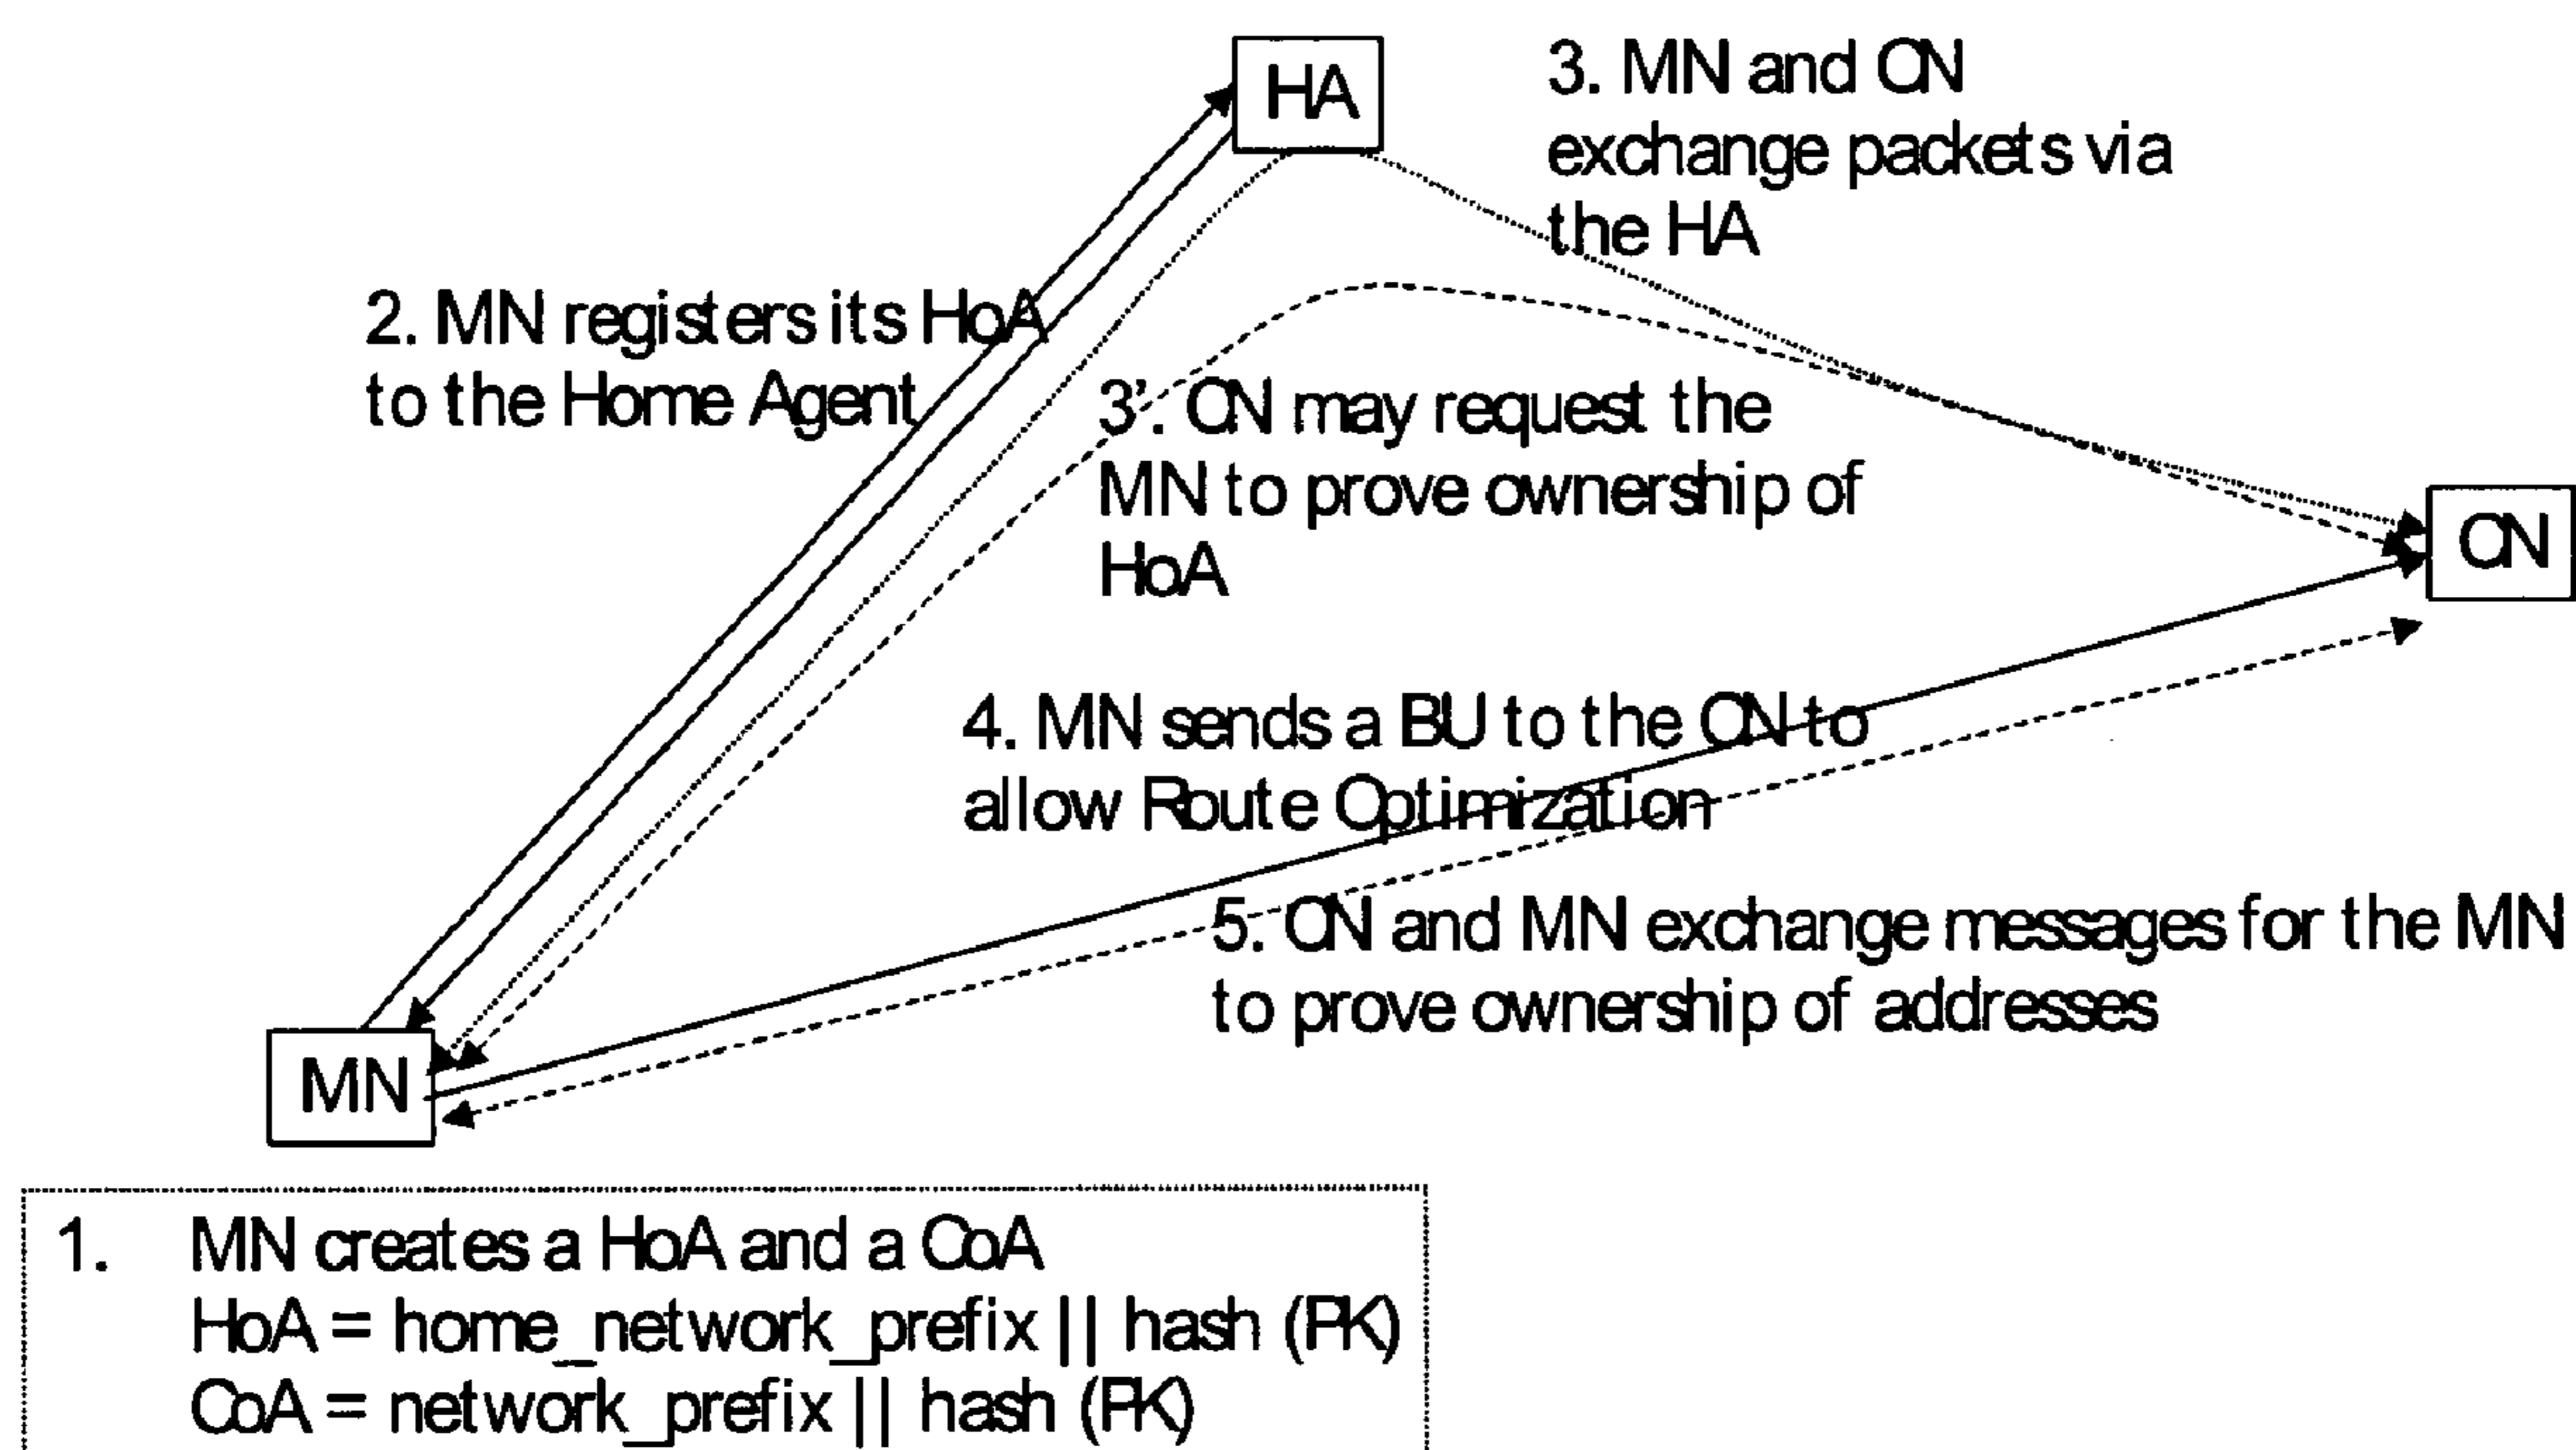 HA
3. MN and CN
exchange packets via
the HA
2. MN registers its HoA
to the Home Agent
3'. CN may request the
MN to prove ownership of
HoA
CN
4. MN sends a BU to the CN to
allow Route Optimization
5. CN and MN exchange messages for the MN
to prove ownership of addresses
MN
1. MN creates a HoA and a CoA
HoA = home_network_prefix || hash (PK)
CoA = network_prefix || hash (PK)